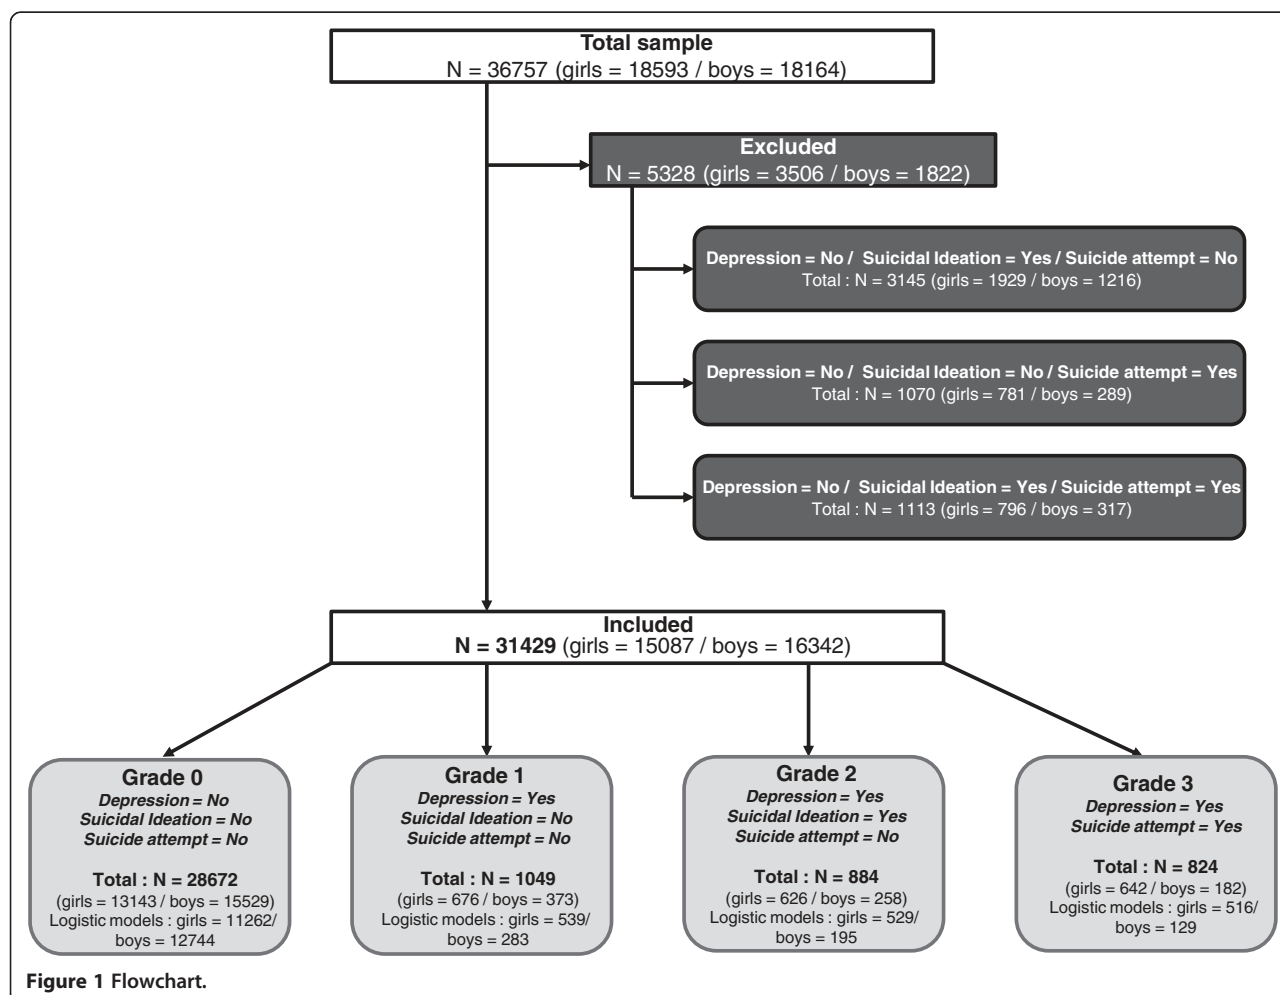 Total sample
N = 36757 (girls = 18593 / boys = 18164)
Excluded
N = 5328 (girls = 3506 / boys = 1822)
Depression = No / Suicidal Ideation = Yes / Suicide attempt = No
Total : N = 3145 (girls = 1929 / boys = 1216)
Depression = No / Suicidal Ideation = No / Suicide attempt = Yes
Total : N = 1070 (girls = 781 / boys = 289)
Depression = No / Suicidal Ideation = Yes / Suicide attempt = Yes
Total : N = 1113 (girls = 796 / boys = 317)
Included
N = 31429 (girls = 15087 / boys = 16342)
Grade 0
Depression = No
Suicidal Ideation = No
Suicide attempt = No
Total : N = 28672
(girls = 13143 / boys = 15529)
Logistic models : girls = 11262/
boys = 12744
Grade 1
Depression = Yes
Suicidal Ideation = No
Suicide attempt = No
Total : N = 1049
(girls = 676 / boys = 373)
Logistic models : girls = 539/
boys = 283
Grade 2
Depression = Yes
Suicidal Ideation = Yes
Suicide attempt = No
Total : N = 884
(girls = 626 / boys = 258)
Logistic models : girls = 529/
boys = 195
Grade 3
Depression = Yes
Suicide attempt = Yes
Total : N = 824
(girls = 642 / boys = 182)
Logistic models : girls = 516/
boys = 129
Figure 1 Flowchart.